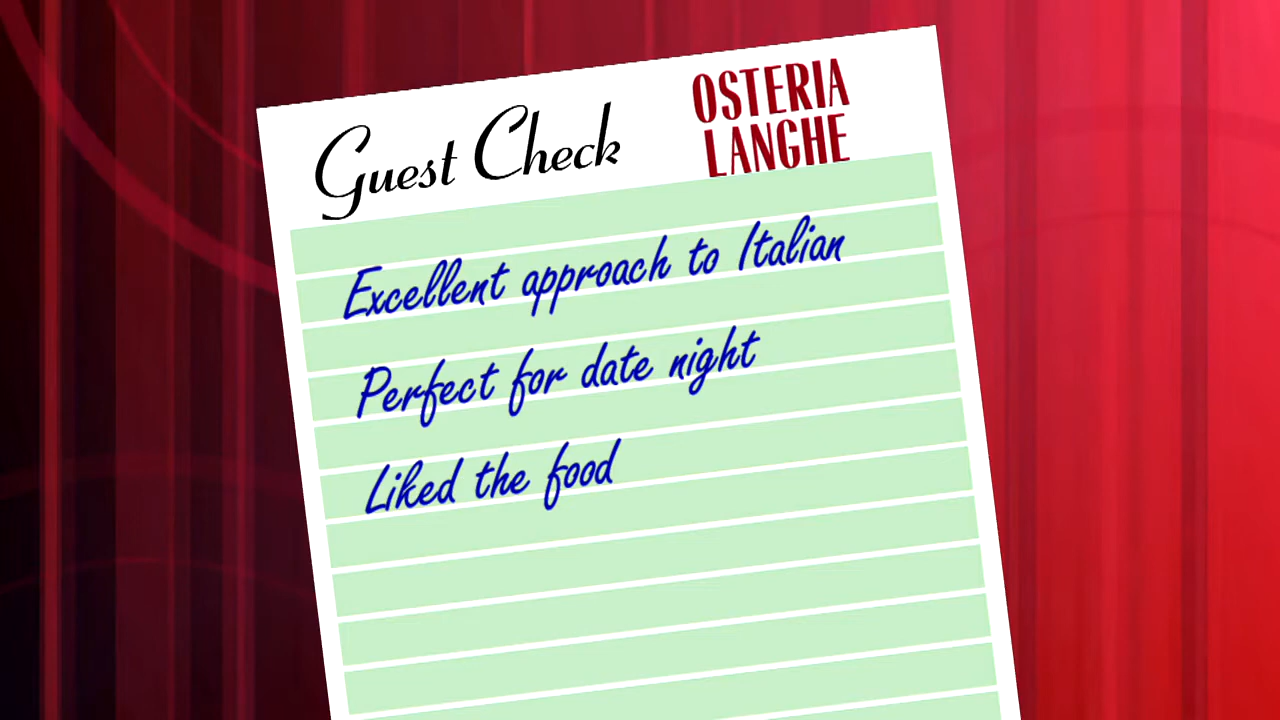 Guest Check
OSTERIA
LANGHE
Excellent approach to Italian
Perfect for date night
Liked the food